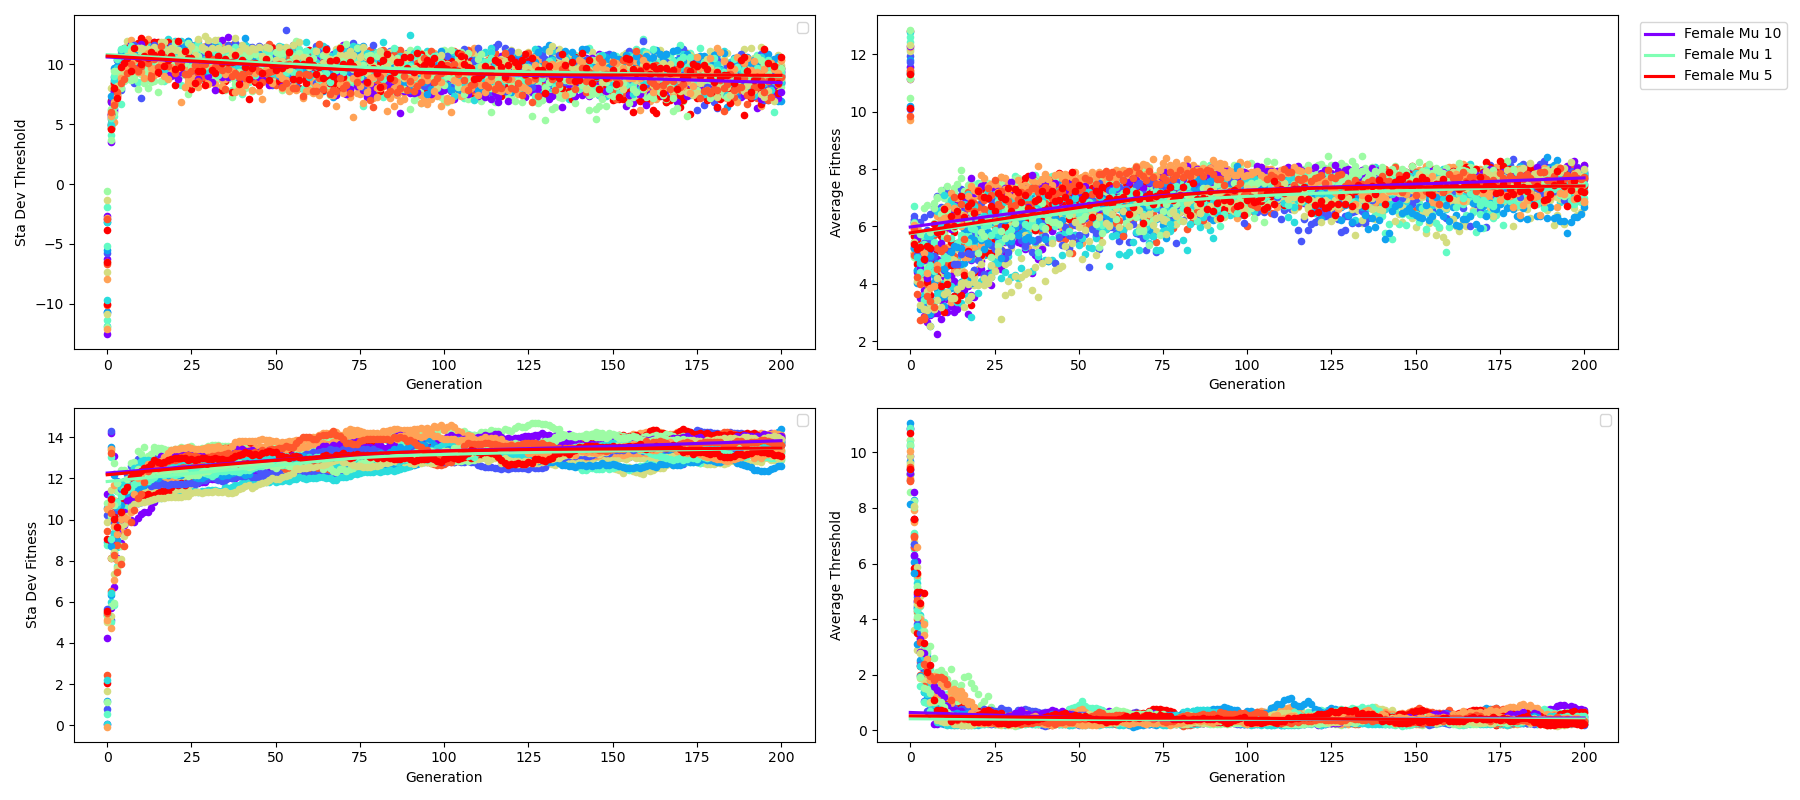 Sta Dev Threshold
10
5
0
−5
−10
0 25 50 75 100 125 150 175 200
Generation
Average Fitness
12
10
8
6
4
2
0 25 50 75 100 125 150 175 200
Generation
Female Mu 10
Female Mu 1
Female Mu 5
Sta Dev Fitness
14
12
10
8
6
4
2
0
0 25 50 75 100 125 150 175 200
Generation
Average Threshold
10
8
6
4
2
0
0 25 50 75 100 125 150 175 200
Generation